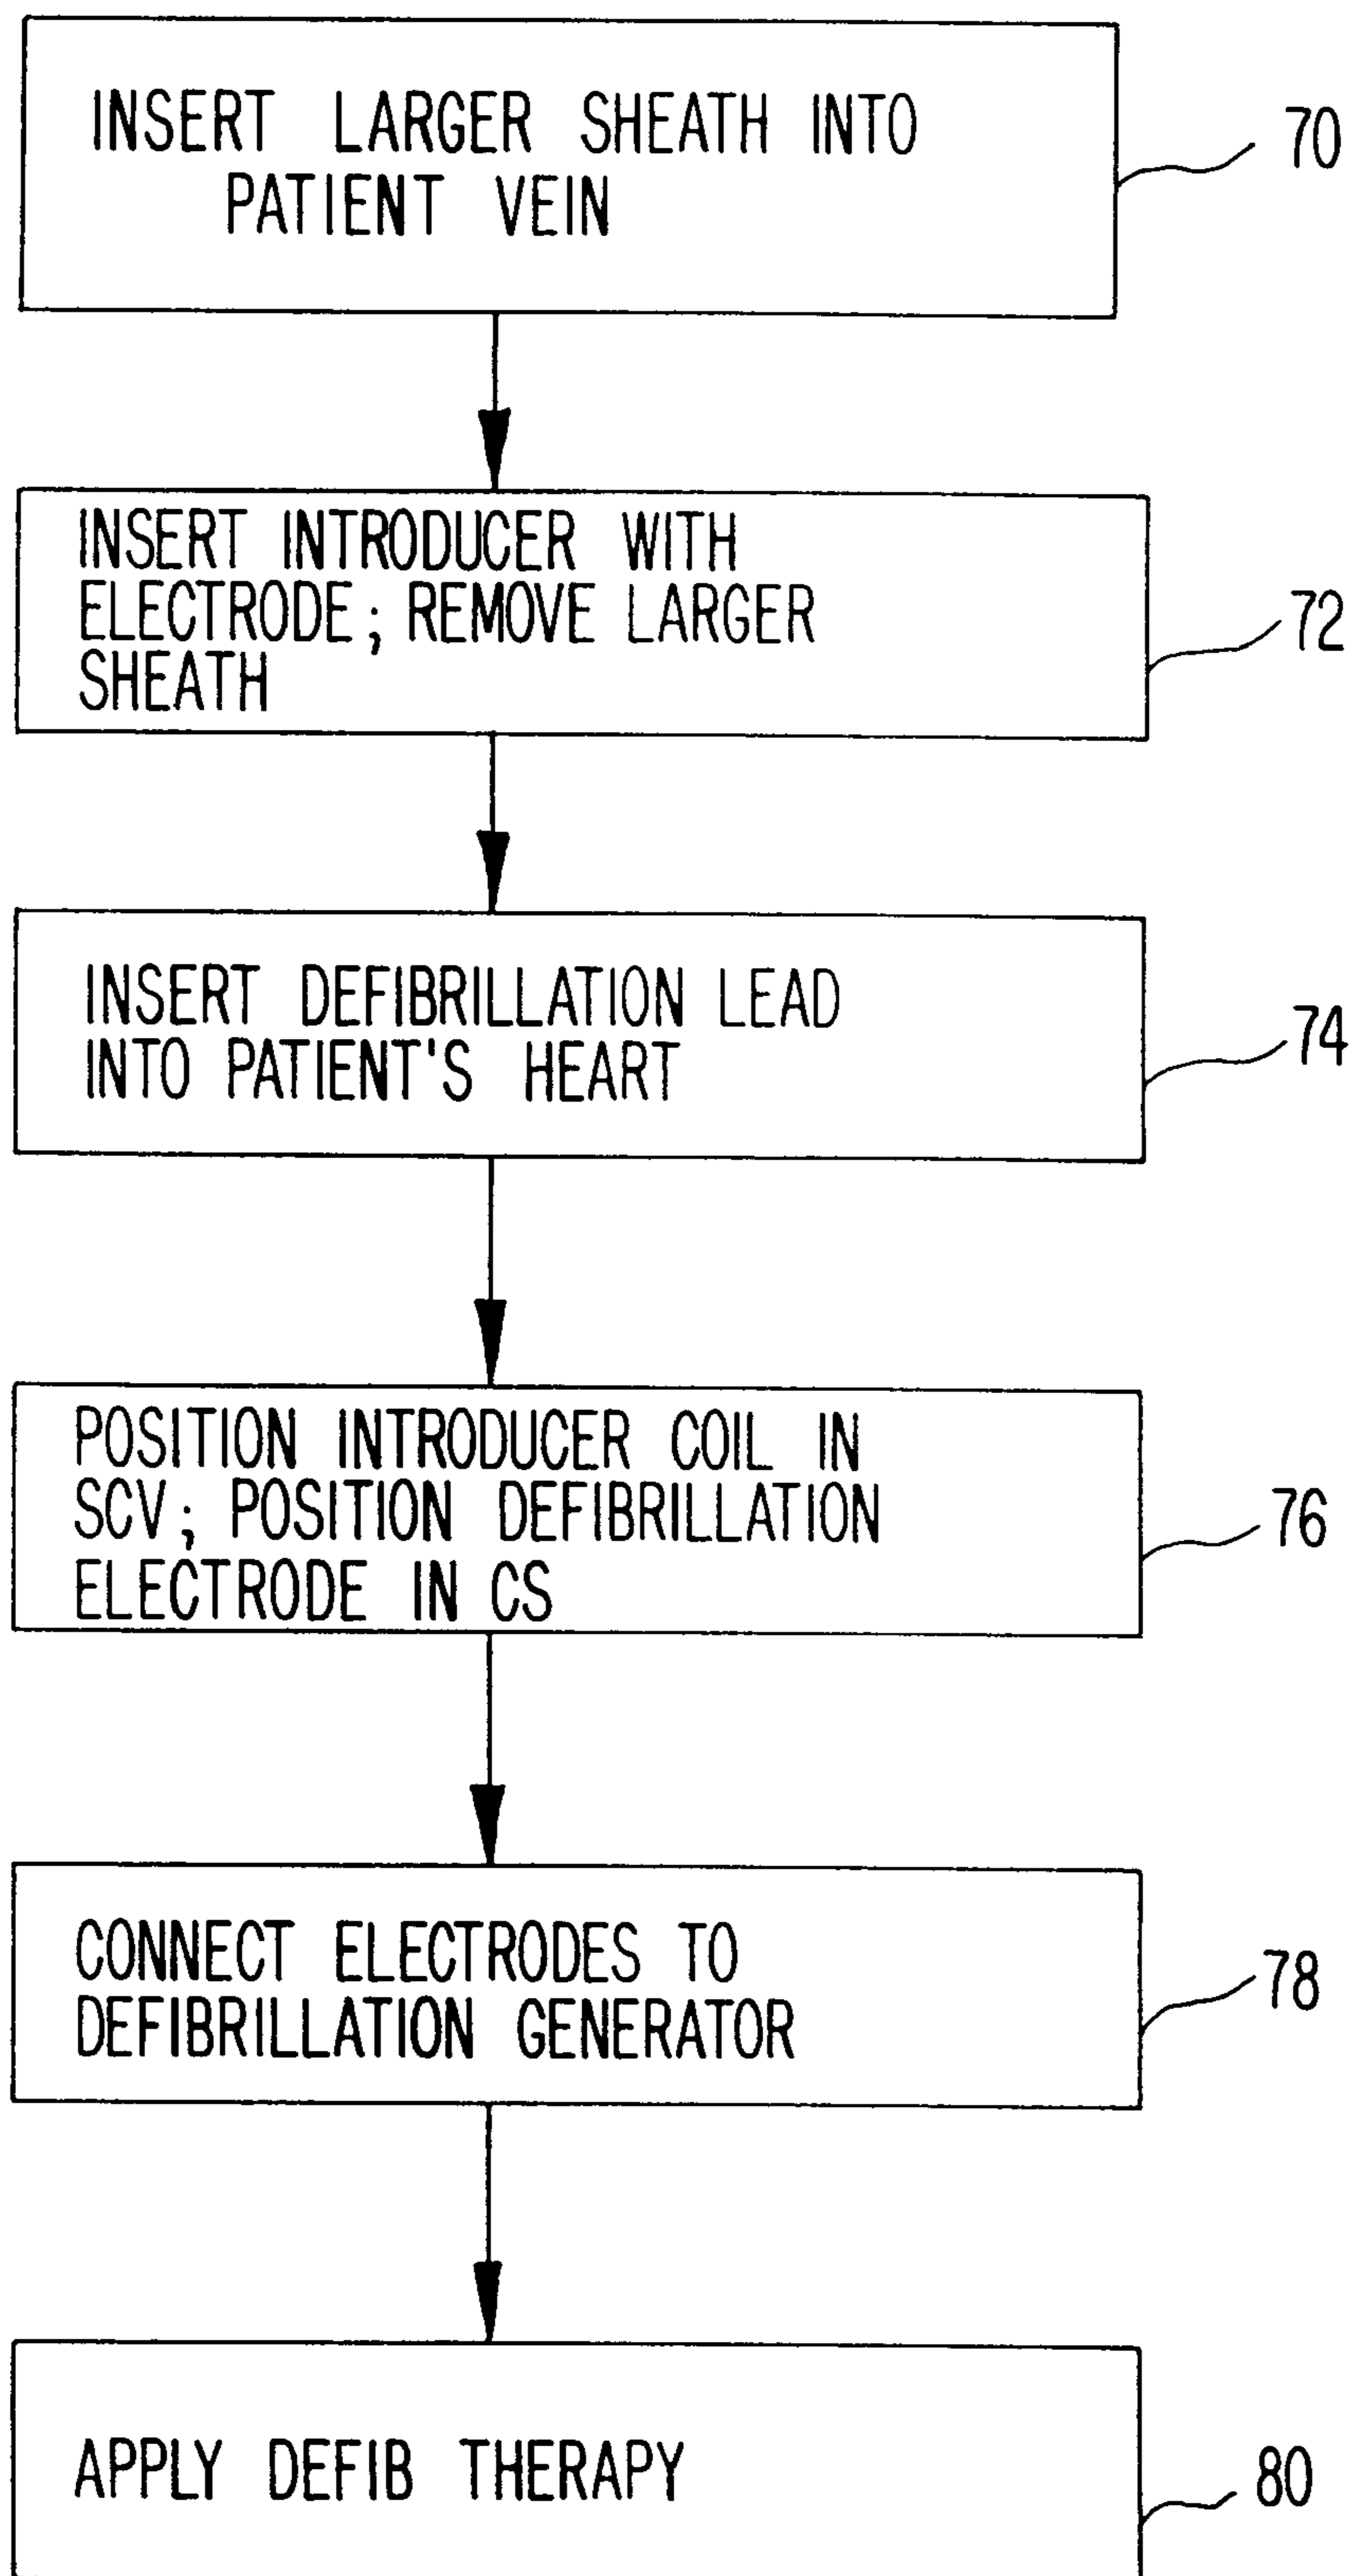 INSERT LARGER SHEATH INTO
PATIENT VEIN
70
INSERT INTRODUCER WITH
ELECTRODE; REMOVE LARGER
SHEATH
72
INSERT DEFIBRILLATION LEAD
INTO PATIENT'S HEART
74
POSITION INTRODUCER COIL IN
SCV; POSITION DEFIBRILLATION
ELECTRODE IN CS
76
CONNECT ELECTRODES TO
DEFIBRILLATION GENERATOR
78
APPLY DEFIB THERAPY
80